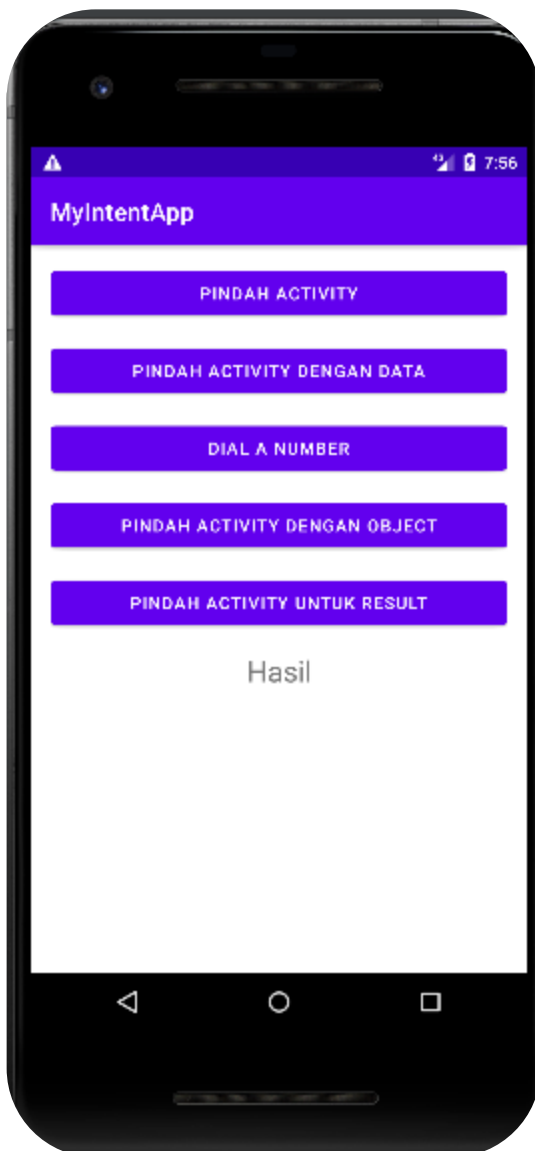 7:56
MyIntentApp
PINDAH ACTIVITY
PINDAH ACTIVITY DENGAN DATA
DIAL A NUMBER
PINDAH ACTIVITY DENGAN OBJECT
PINDAH ACTIVITY UNTUK RESULT
Hasil